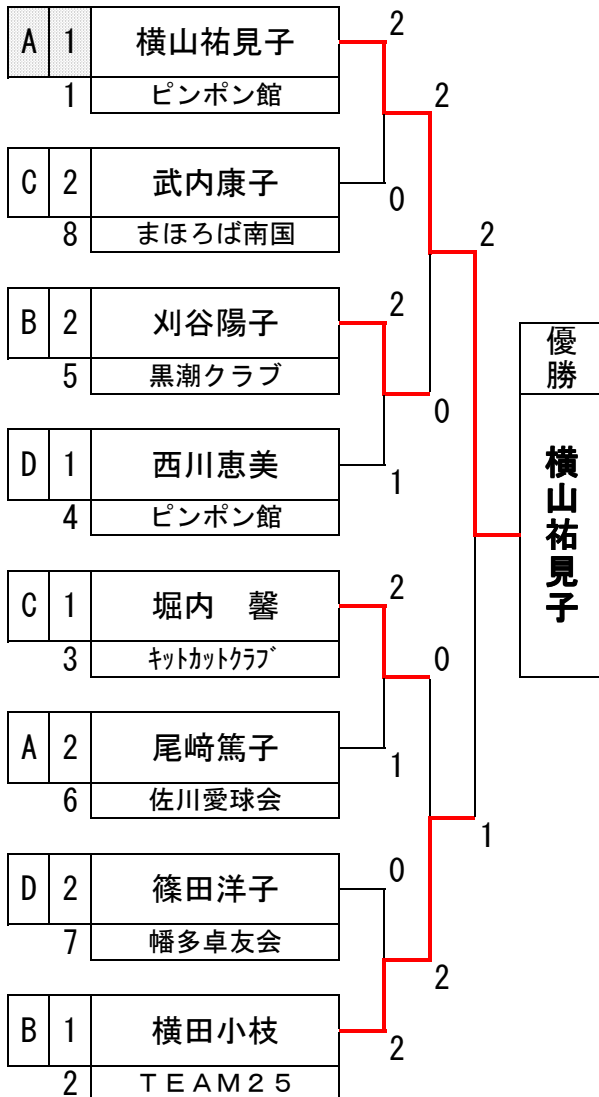 A 1 横山祐見子 2
1 ピンポン館 2
C 2 武内康子 0
8 まほろば南国 2
B 2 刈谷陽子 2
5 黒潮クラブ 0
優勝
横山祐見子
D 1 西川恵美 1
4 ピンポン館
C 1 堀内　馨 2
3 ｷｯﾄｶｯﾄｸﾗﾌﾞ 0
A 2 尾﨑篤子 1
6 佐川愛球会 1
D 2 篠田洋子 0
7 幡多卓友会 2
B 1 横田小枝 2
2 ＴＥＡＭ２５